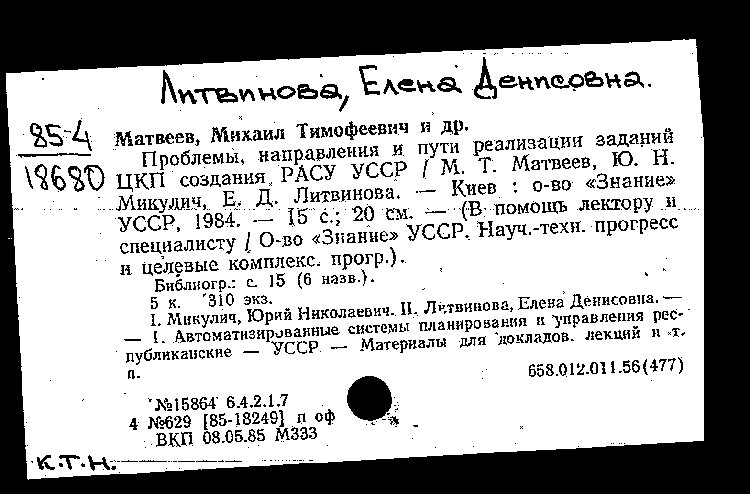 Литвинова, Елена Денисовна.
85-4
18680
Матвеев, Михаил Тимофеевич и др.
Проблемы, направления и пути реализации заданий
ЦКП создания РАСУ УССР / М. Т. Матвеев, Ю. Н.
Микулич, Е. Д. Литвинова. — Киев : о-во «Знание»
УССР, 1984. — 15 с.; 20 см. — (В помощь лектору и
специалисту / О-во «Знание» УССР. Науч.-техн. прогресс
и целевые комплекс. прогр.).
Библиогр.: с. 15 (6 назв.).
5 к. 310 экз.
I. Микулич, Юрий Николаевич. II. Литвинова, Елена Денисовна. —
— 1. Автоматизированные системы планирования и управления рес-
публиканские — УССР — Материалы для докладов, лекций и т.
п.
658.012.011.56(477)
№15864 6.4.2.1.7
4 №629 [85-18249] п оф
ВКП 08.05.85 М333
К.Т.Н.